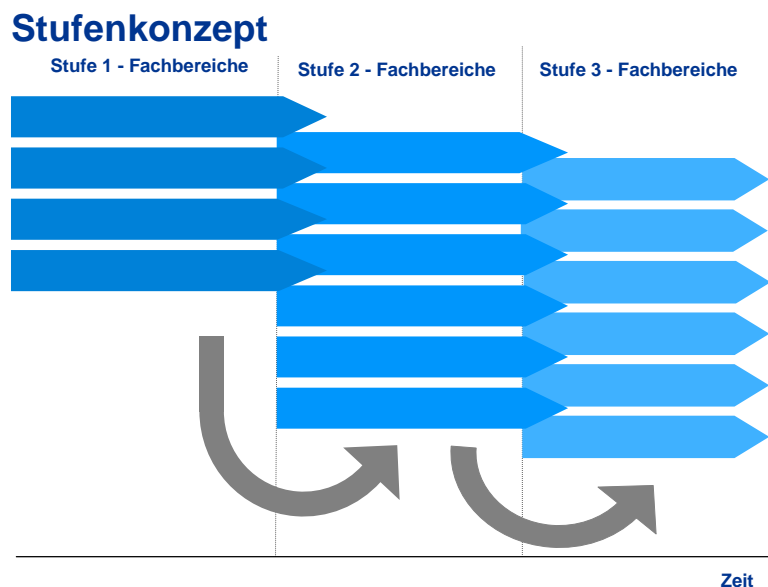 Stufenkonzept
Stufe 1 - Fachbereiche
Stufe 2 - Fachbereiche
Stufe 3 - Fachbereiche
Zeit